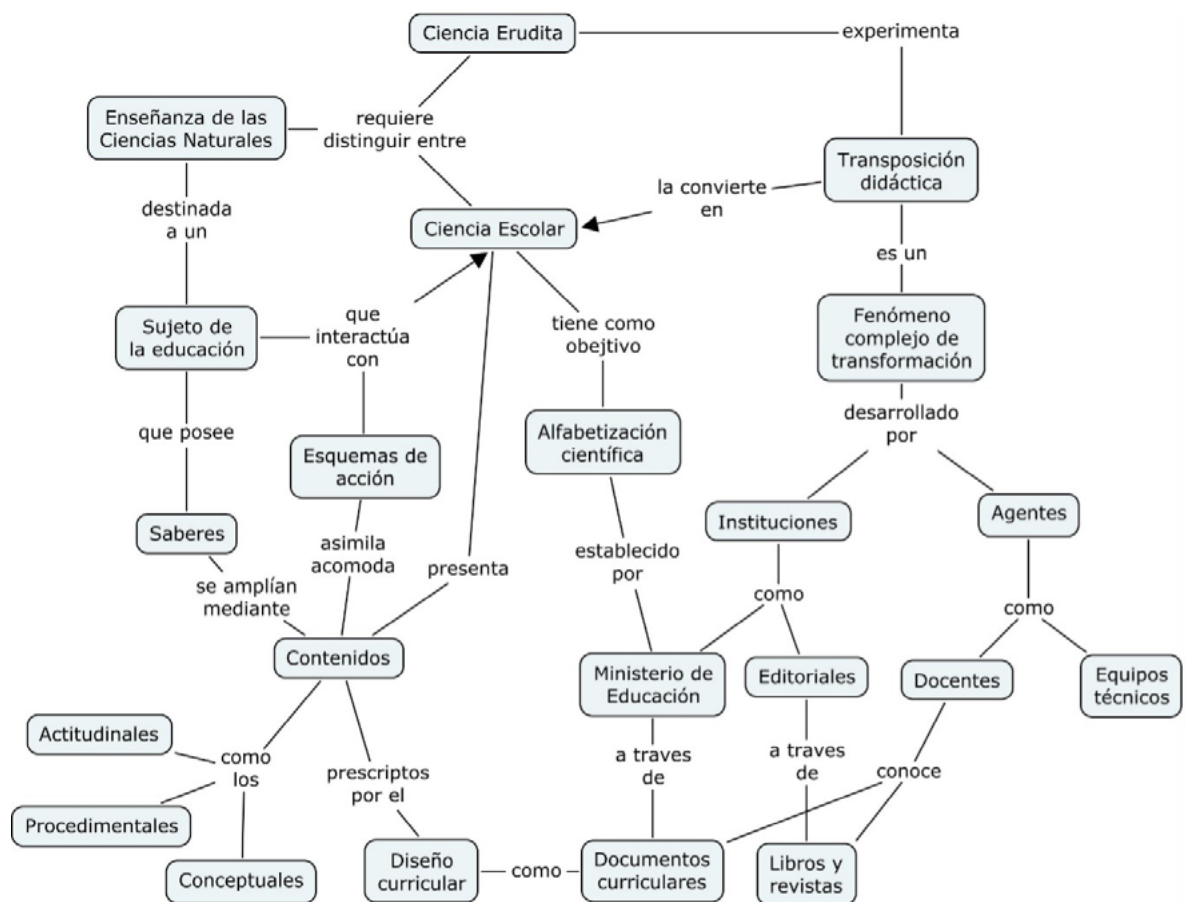 Ciencia Erudita
experimenta
Enseñanza de las
Ciencias Naturales
requiere
distinguir entre
Transposición
didáctica
la convierte
en
destinada
a un
Ciencia Escolar
es un
Sujeto de
la educación
que
interactúa
con
tiene como
obejtivo
Fenómeno
complejo de
transformación
desarrollado
por
que posee
Esquemas de
acción
Alfabetización
científica
Instituciones
Agentes
Saberes
asimila
acomoda
presenta
establecido
por
se amplían
mediante
como
como
Contenidos
Ministerio de
Educación
Editoriales
Docentes
Equipos
técnicos
Actitudinales
como
los
prescriptos
por el
a traves
de
a traves
de
conoce
Procedimentales
Conceptuales
Diseño
curricular
como
Documentos
curriculares
Libros y
revistas